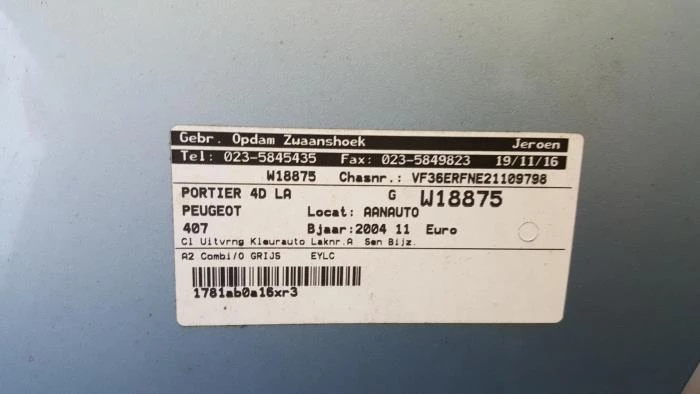 Gebr. Opdam Zwaanshoek Jeroen
Tel: 023-5845435 Fax: 023-5849823 19/11/16
W18875 Chasnr.: VF36ERFNE21109798
PORTIER 4D LA G W18875
PEUGEOT Locat: AANAUTO
407 Bjaar:2004 11 Euro
Cl Uitvrng Kleurauto Laknr.A Sen Bijz.
A2 Combi/O GRIJS EYLC
1781ab0a16xr3